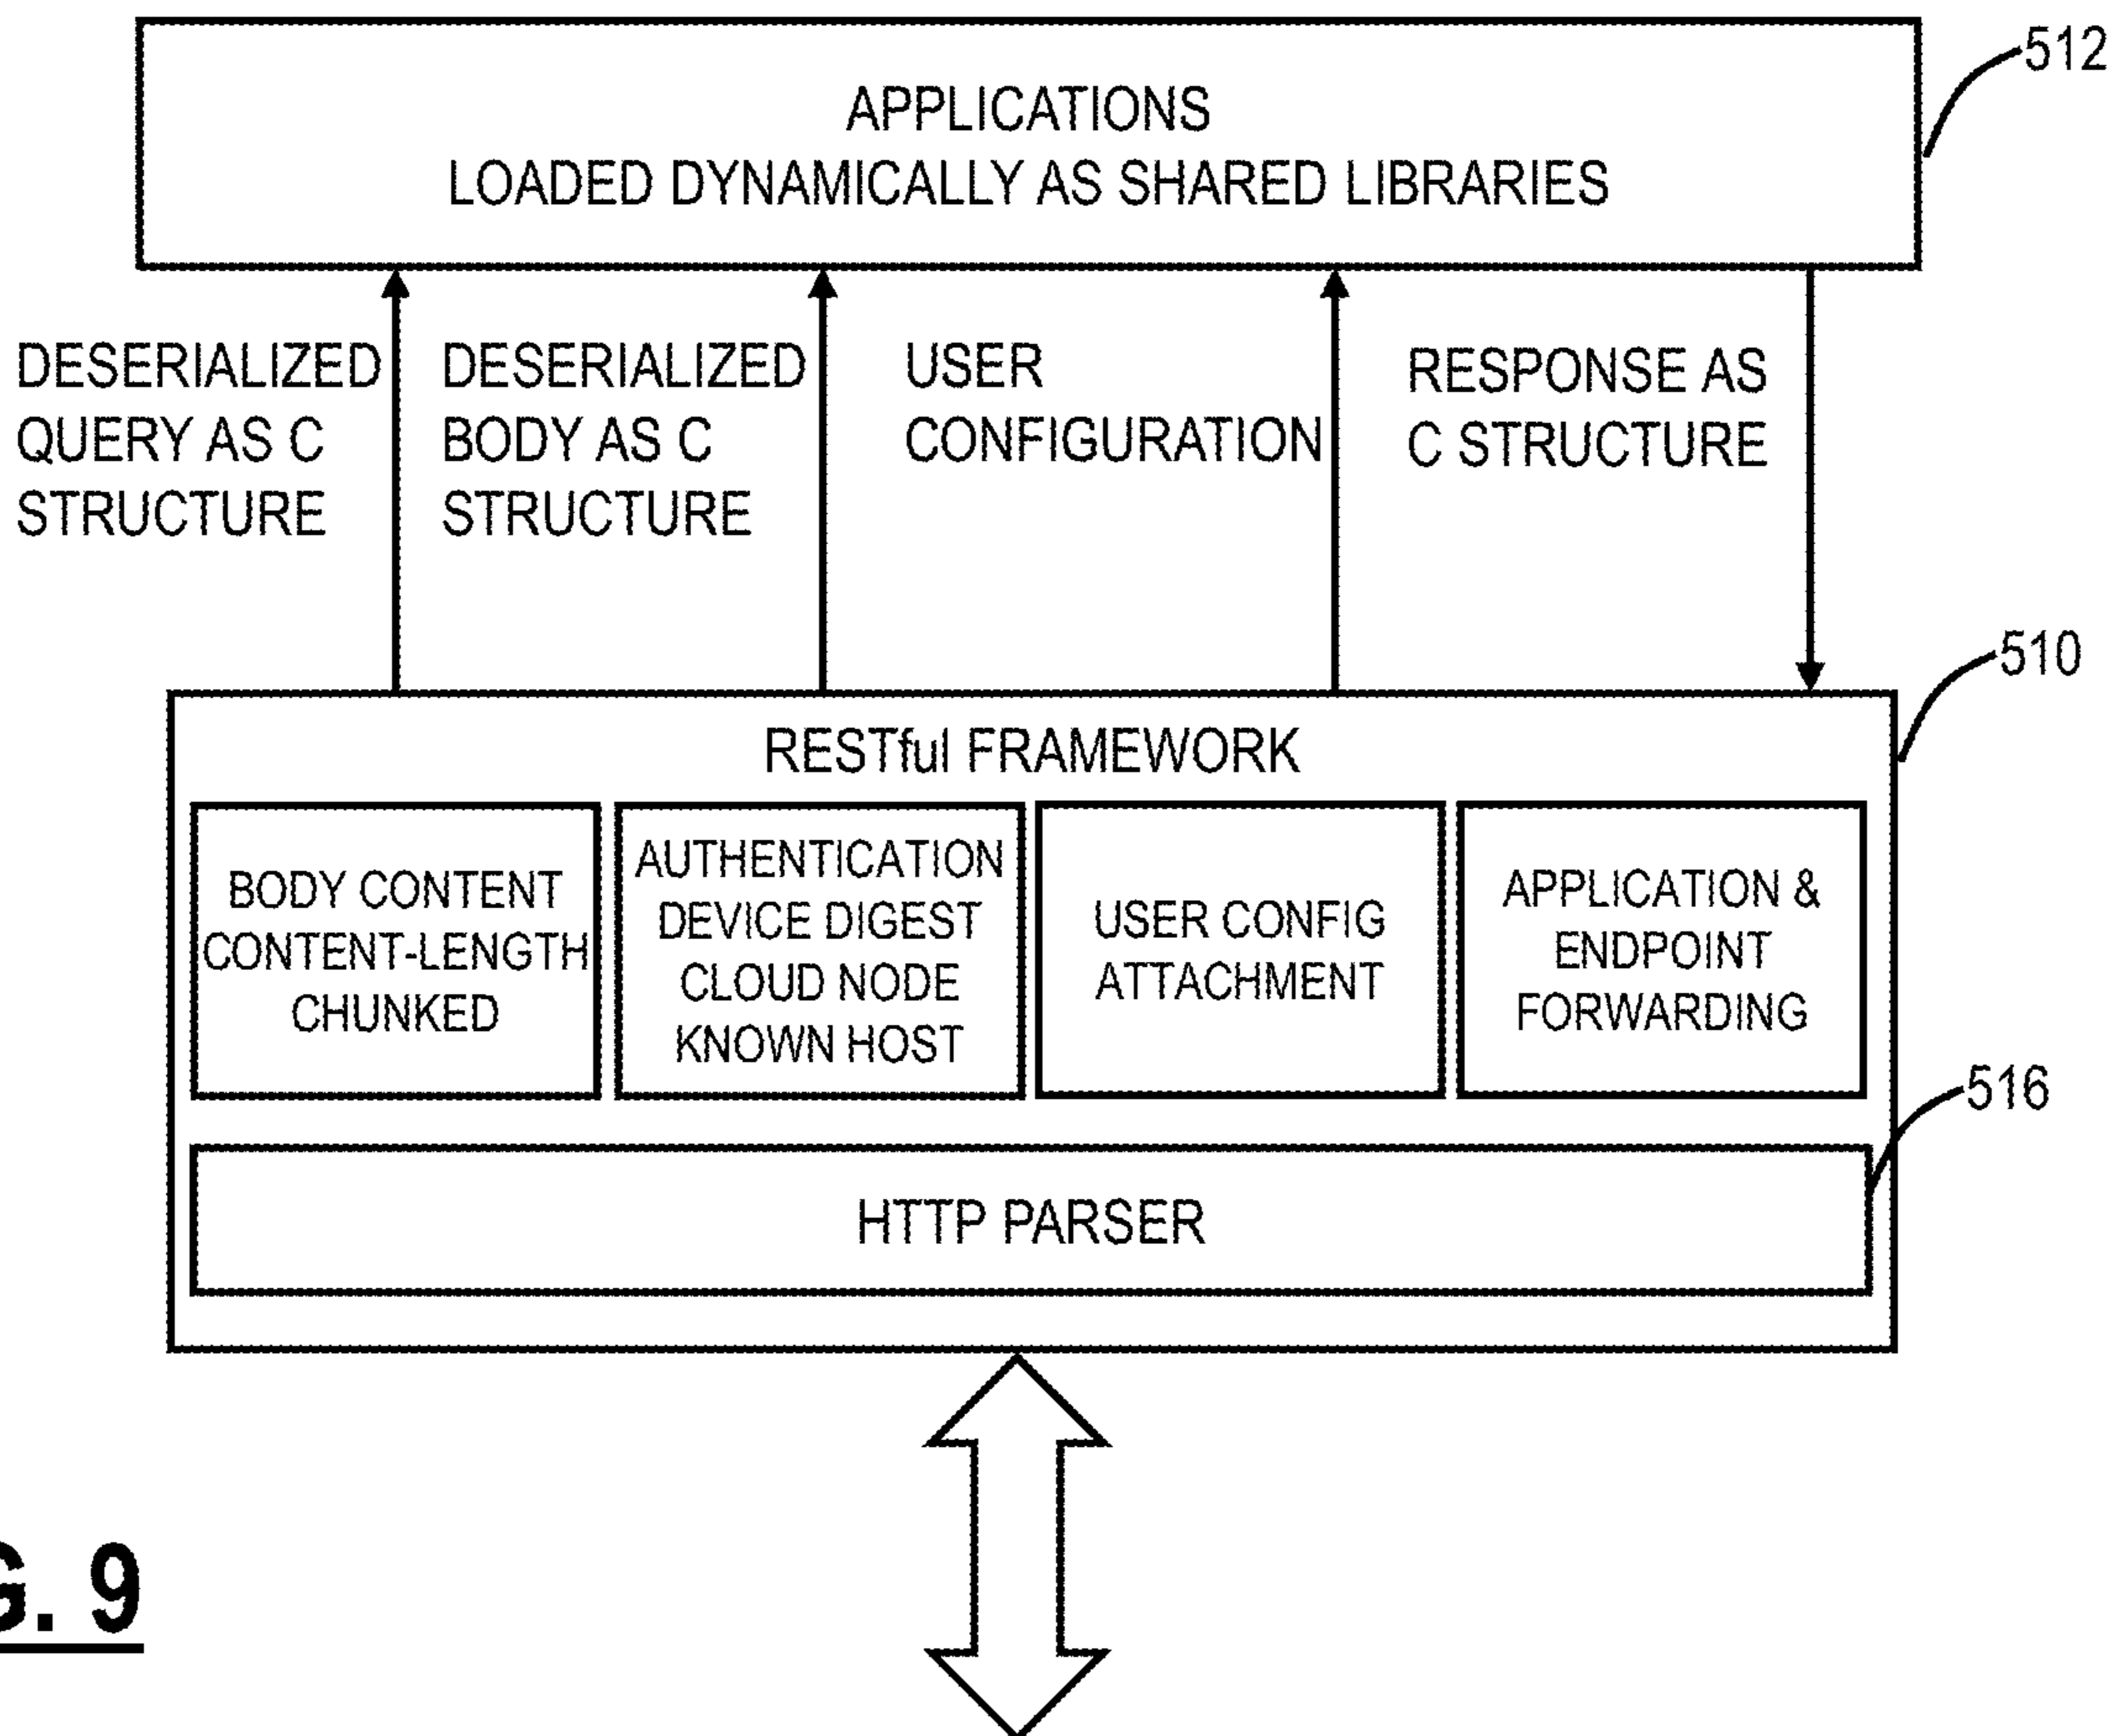 512
APPLICATIONS
LOADED DYNAMICALLY AS SHARED LIBRARIES
DESERIALIZED
QUERY AS C
STRUCTURE
DESERIALIZED
BODY AS C
STRUCTURE
USER
CONFIGURATION
RESPONSE AS
C STRUCTURE
510
RESTful FRAMEWORK
BODY CONTENT
CONTENT-LENGTH
CHUNKED
AUTHENTICATION
DEVICE DIGEST
CLOUD NODE
KNOWN HOST
USER CONFIG
ATTACHMENT
APPLICATION &
ENDPOINT
FORWARDING
516
HTTP PARSER
G. 9